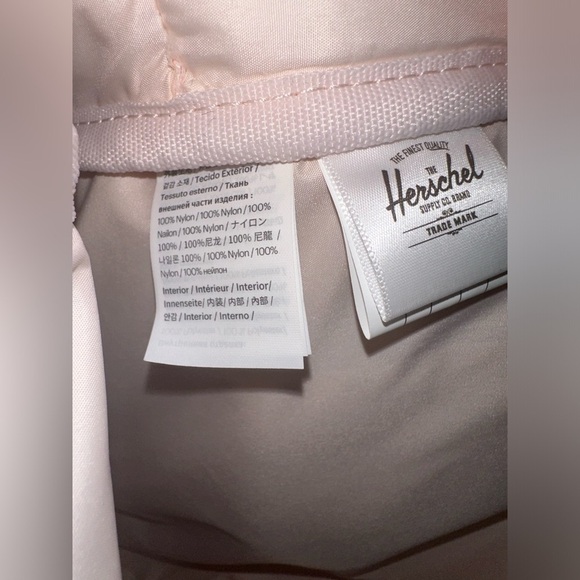 겉감 소재 / Tecido Exterior /
Tessuto esterno / Ткань
внешней части изделия :
100% Nylon / 100% Nylon / 100%
Nailon / 100% Nylon / ナイロン
100% / 100%尼龙 / 100% 尼龍 /
나일론 100% / 100% Nylon / 100%
Nylon / 100% нейлон
Interior / Intérieur / Interior/
Innenseite/ 内装 / 内部 / 內部 /
안감 / Interior / Interno /
THE FINEST QUALITY
THE
Herschel
SUPPLY CO. BRAND
TRADE MARK